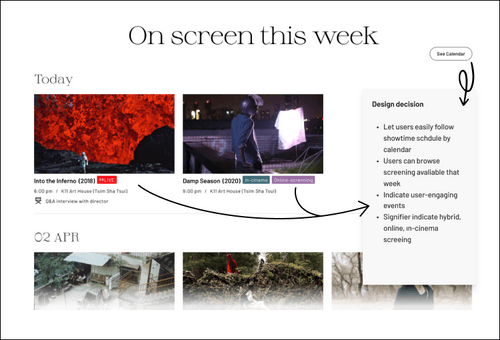 On screen this week
See Calendar
Today
Into the Inferno (2018) LIVE
6:00 pm / K11 Art House (Tsim Sha Tsui)
Q&A interview with director
Damp Season (2020) In-cinema Online-screening
9:00 pm / K11 Art House (Tsim Sha Tsui)
02 APR
Design decision
Let users easily follow
showtime schdule by
calendar
Users can browse
screening avaliable that
week
Indicate user-engaging
events
Signifier indicate hybrid,
online, in-cinema
screeing